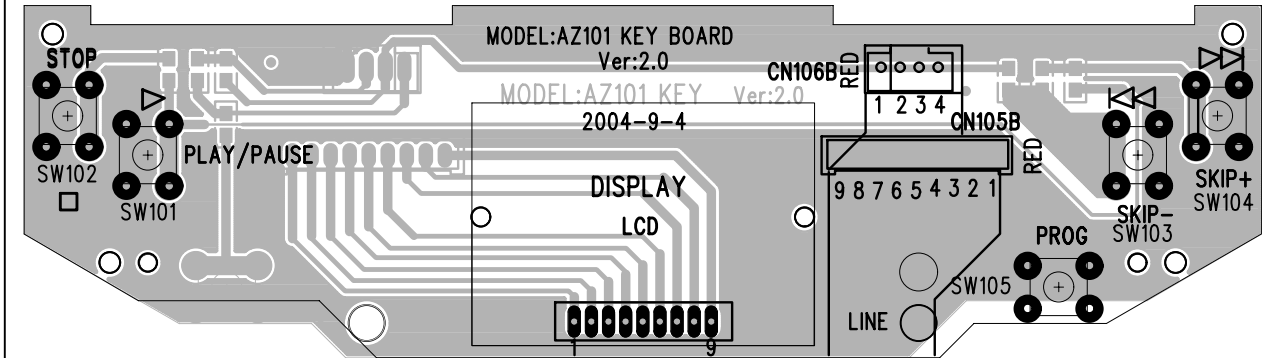 MODEL:AZ101 KEY BOARD
Ver:2.0
MODEL:AZ101 KEY Ver:2.0
2004-9-4
STOP
SW102
PLAY/PAUSE
SW101
DISPLAY
LCD
1 9
CN106B
RED
1 2 3 4
CN105B
RED
9 8 7 6 5 4 3 2 1
LINE
SKIP+
SW104
SKIP-
SW103
PROG
SW105